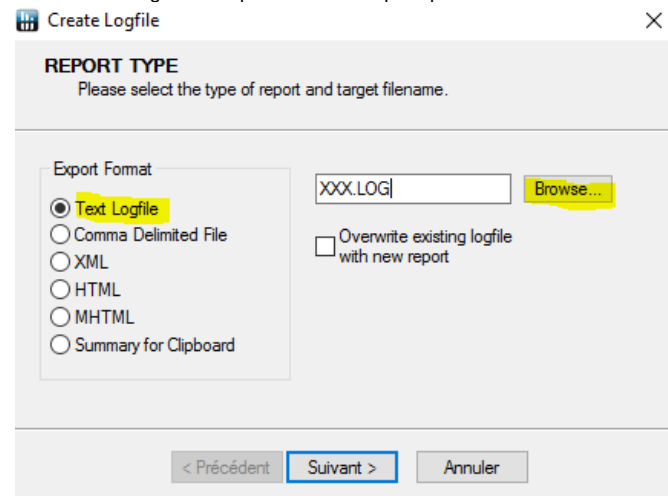 Create Logfile
REPORT TYPE
Please select the type of report and target filename.
Export Format
Text Logfile
Comma Delimited File
XML
HTML
MHTML
Summary for Clipboard
XXX.LOG
Browse...
Overwrite existing logfile
with new report
< Précédent
Suivant >
Annuler